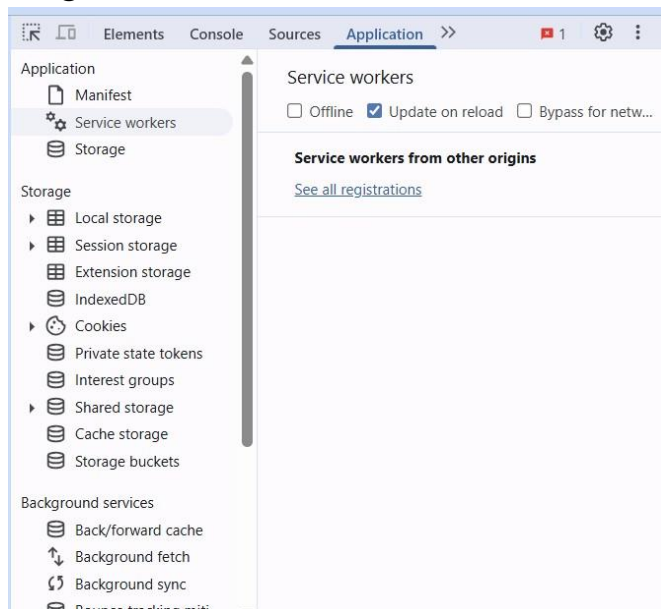 Elements Console Sources Application 1
Application
Manifest
Service workers
Storage
Storage
Local storage
Session storage
Extension storage
IndexedDB
Cookies
Private state tokens
Interest groups
Shared storage
Cache storage
Storage buckets
Background services
Back/forward cache
Background fetch
Background sync
Service workers
Offline Update on reload Bypass for netw...
Service workers from other origins
See all registrations